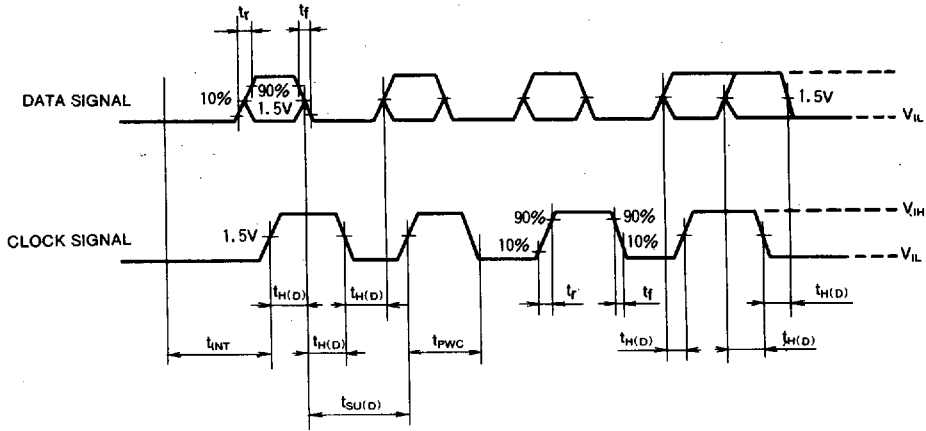 tr tf
DATA SIGNAL 10% 90% 1.5V 1.5V
VIL
CLOCK SIGNAL 1.5V 90% 10% 90% 10% VIH
VIL
tH(D) tH(D) tr tf tH(D)
tINT tH(D) tPWC tH(D) tH(D)
tSU(D)